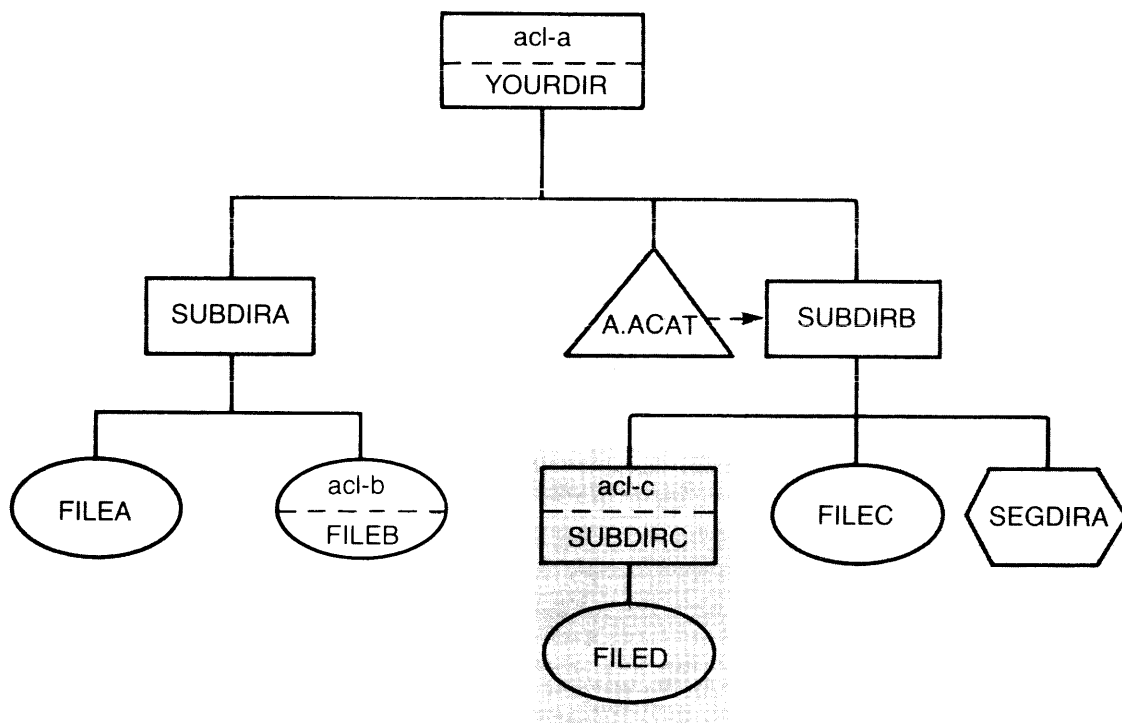 acl-a
YOURDIR
SUBDIRA
A.ACAT
SUBDIRB
FILEA
acl-b
FILEB
acl-c
SUBDIRC
FILEC
SEGDIRA
FILED